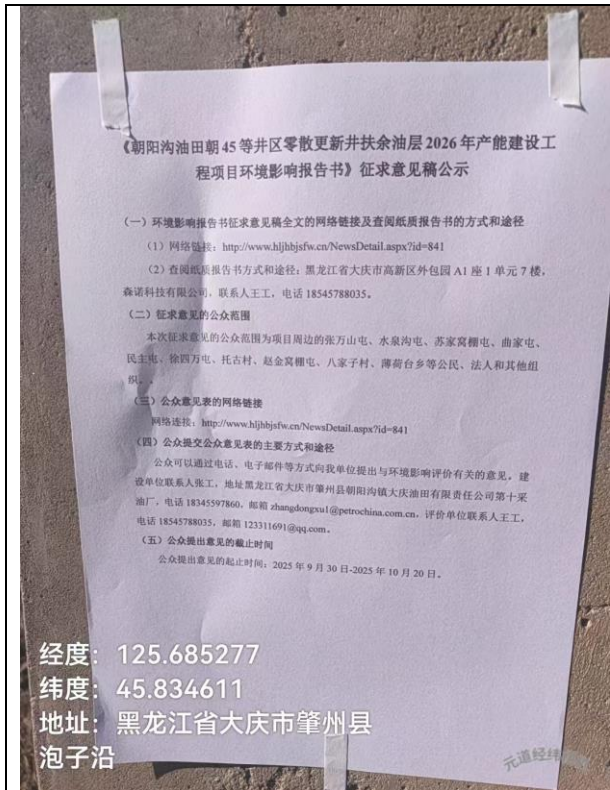 《朝阳沟油田朝45等井区零散更新井扶余油层2026年产能建设工
程项目环境影响报告书》征求意见稿公示
（一）环境影响报告书征求意见稿全文的网络链接及查阅纸质报告书的方式和途径
（1）网络链接：http://www.hljhbjsfw.cn/NewsDetail.aspx?id=841
（2）查阅纸质报告书方式和途径：黑龙江省大庆市高新区外包园A1座1单元7楼，
森诺科技有限公司，联系人王工，电话18545788035。
（二）征求意见的公众范围
本次征求意见的公众范围为项目周边的张万山屯、水泉沟屯、苏家窝棚屯、曲家屯、
民主屯、徐四万屯、托古村、赵金窝棚屯、八家子村、薄荷台乡等公民、法人和其他组
织。。
（三）公众意见表的网络链接
网络连接：http://www.hljhbjsfw.cn/NewsDetail.aspx?id=841
（四）公众提交公众意见表的主要方式和途径
公众可以通过电话、电子邮件等方式向我单位提出与环境影响评价有关的意见。建
设单位联系人张工，地址黑龙江省大庆市肇州县朝阳沟镇大庆油田有限责任公司第十采
油厂，电话18345597860，邮箱zhangdongxu1@petrochina.com.cn。评价单位联系人王工，
电话18545788035，邮箱123311691@qq.com。
（五）公众提出意见的截止时间
公众提出意见的起止时间：2025年9月30日-2025年10月20日。
经度：125.685277
纬度：45.834611
地址：黑龙江省大庆市肇州县
泡子沿
元道经纬相机